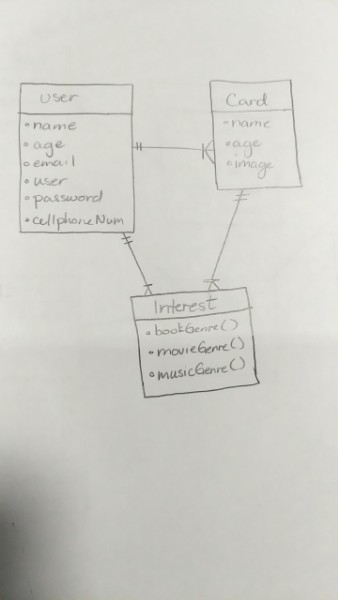 User
name
age
email
user
password
cellphoneNum
Card
name
age
image
Interest
bookGenre()
movieGenre()
musicGenre()